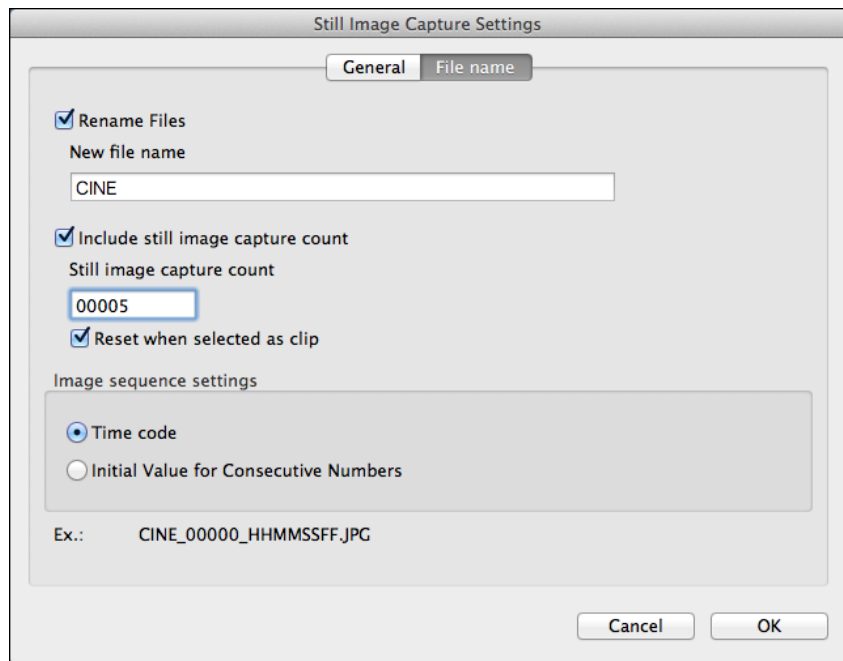 Still Image Capture Settings
General File name
Rename Files
New file name
CINE
Include still image capture count
Still image capture count
00005
Reset when selected as clip
Image sequence settings
Time code
Initial Value for Consecutive Numbers
Ex.: CINE_00000_HHMMSSFF.JPG
Cancel OK